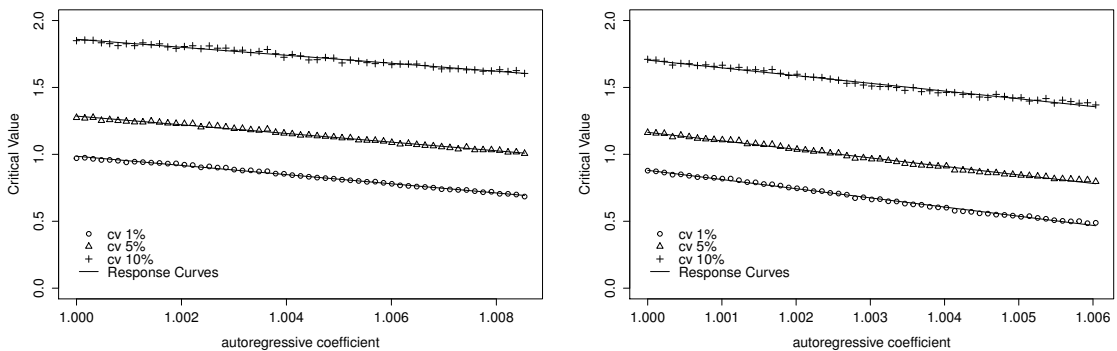 2.0
1.5
1.0
0.5
0.0
Critical Value
cv 1%
cv 5%
cv 10%
Response Curves
1.000 1.002 1.004 1.006 1.008
autoregressive coefficient
2.0
1.5
1.0
0.5
0.0
Critical Value
cv 1%
cv 5%
cv 10%
Response Curves
1.000 1.001 1.002 1.003 1.004 1.005 1.006
autoregressive coefficient